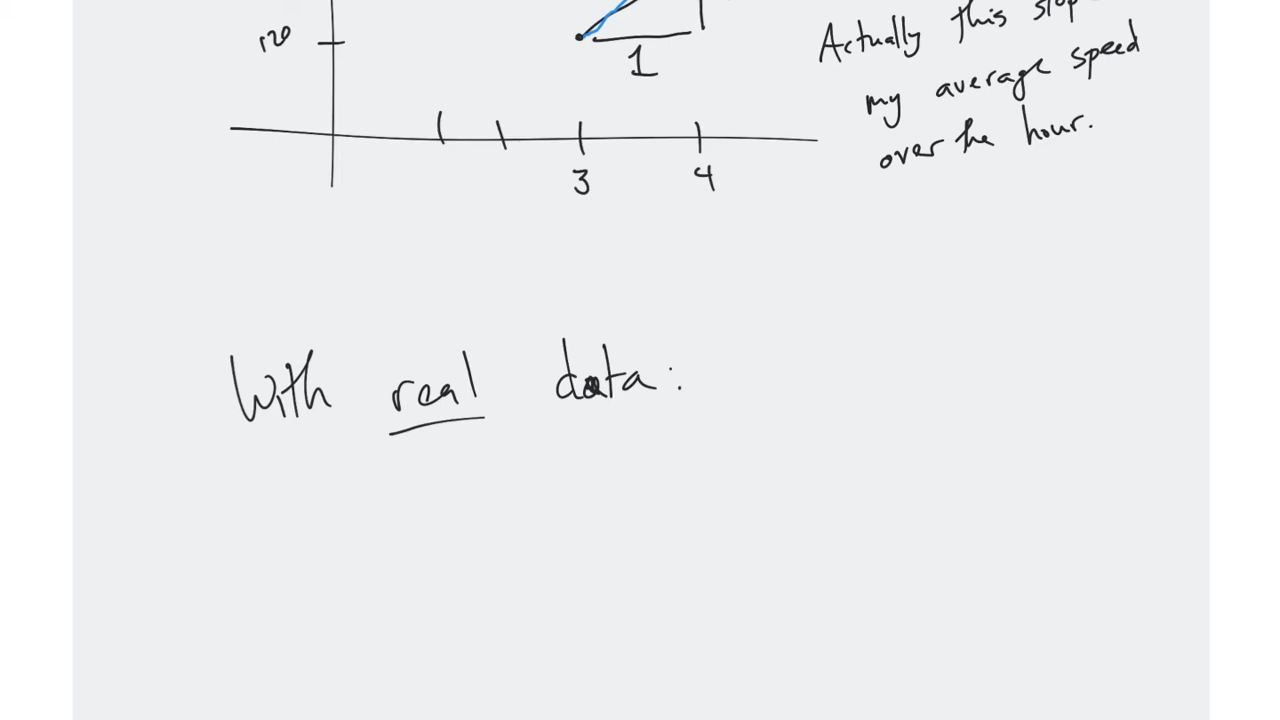 Actually this
120
1
my average speed
over the hour.
3 4
With real data: